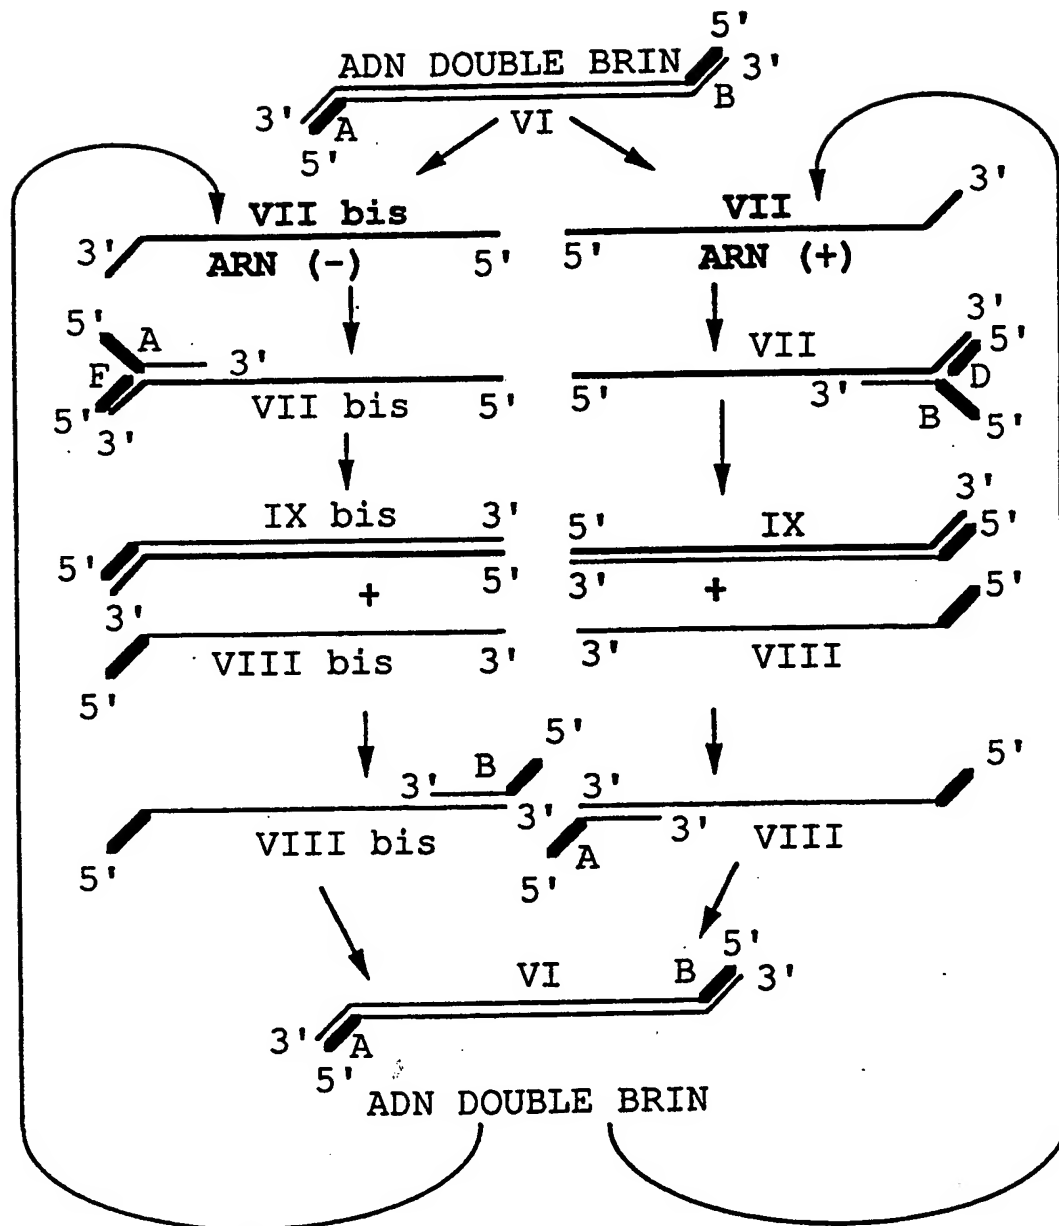 5'
ADN DOUBLE BRIN 3'
3' A VI B
5'
3'
VII bis VII
3' 5' 5'
ARN (-) ARN (+)
5' A 3' 3' 5'
F VII D
VII bis 5' 5' 3' B
5' 3' 5'
IX bis 3' 5' IX 3' 5'
5' 5' 3'
3' + + 5'
VIII bis 3' 3' VIII
5'
5' 5'
3' B 3'
3' 3'
VIII bis A VIII
5' 5'
VI B 5' 3'
3' A
5'
ADN DOUBLE BRIN